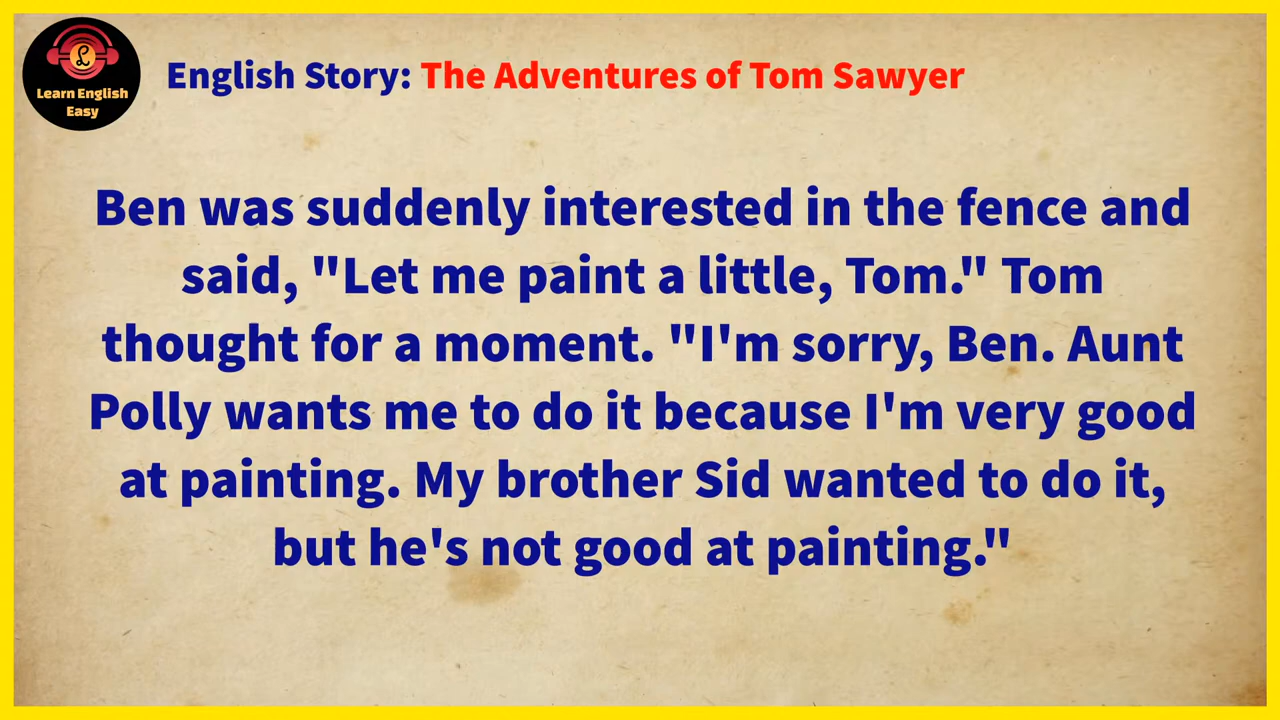 Learn English
Easy
English Story: The Adventures of Tom Sawyer
Ben was suddenly interested in the fence and
said, "Let me paint a little, Tom." Tom
thought for a moment. "I'm sorry, Ben. Aunt
Polly wants me to do it because I'm very good
at painting. My brother Sid wanted to do it,
but he's not good at painting."